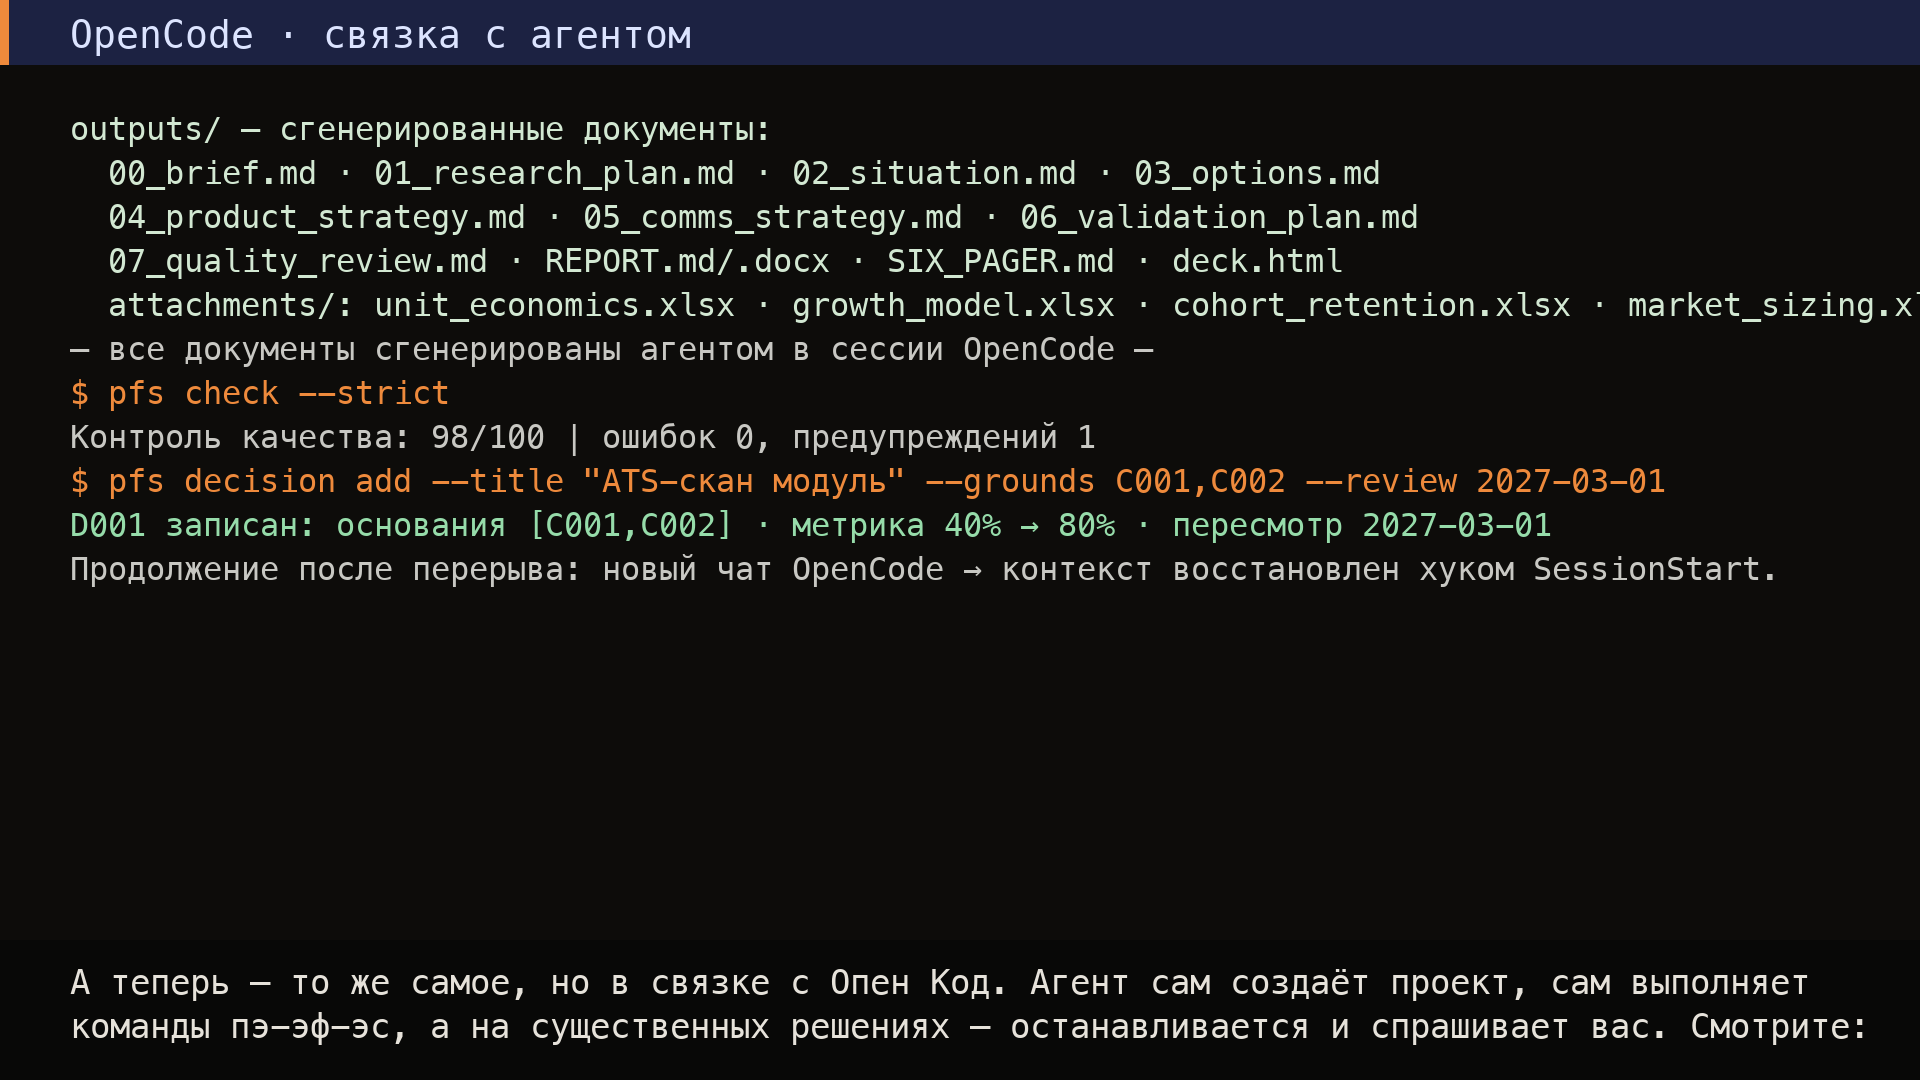 OpenCode · связка с агентом
outputs/ — сгенерированные документы:
00_brief.md · 01_research_plan.md · 02_situation.md · 03_options.md
04_product_strategy.md · 05_comms_strategy.md · 06_validation_plan.md
07_quality_review.md · REPORT.md/.docx · SIX_PAGER.md · deck.html
attachments/: unit_economics.xlsx · growth_model.xlsx · cohort_retention.xlsx · market_sizing.xl
— все документы сгенерированы агентом в сессии OpenCode —
$ pfs check --strict
Контроль качества: 98/100 | ошибок 0, предупреждений 1
$ pfs decision add --title "ATS-скан модуль" --grounds C001,C002 --review 2027-03-01
D001 записан: основания [C001,C002] · метрика 40% → 80% · пересмотр 2027-03-01
Продолжение после перерыва: новый чат OpenCode → контекст восстановлен хуком SessionStart.
А теперь — то же самое, но в связке с Опен Код. Агент сам создаёт проект, сам выполняет
команды пэ-эф-эс, а на существенных решениях — останавливается и спрашивает вас. Смотрите: